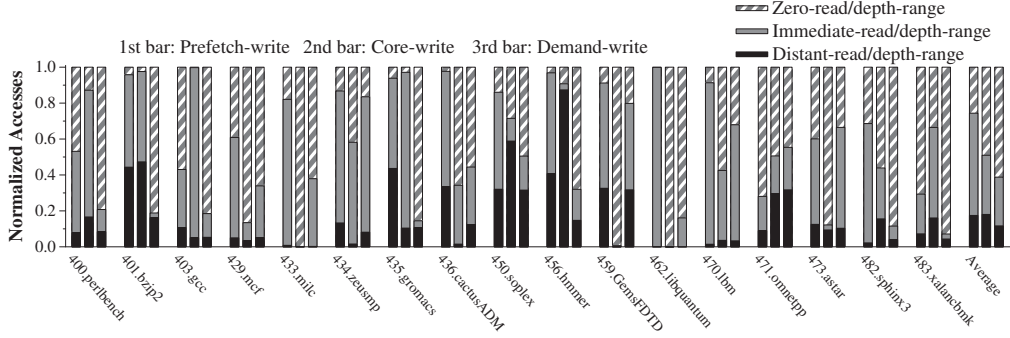 Zero-read/depth-range
Immediate-read/depth-range
Distant-read/depth-range
1st bar: Prefetch-write 2nd bar: Core-write 3rd bar: Demand-write
Normalized Accesses
1.0
0.8
0.6
0.4
0.2
0.0
400.perlbench
401.bzip2
403.gcc
429.mcf
433.milc
434.zeusmp
435.gromacs
436.cactusADM
450.soplex
456.hmmer
459.GemsFDTD
462.libquantum
470.lbm
471.omnetpp
473.astar
482.sphinx3
483.xalancbmk
Average